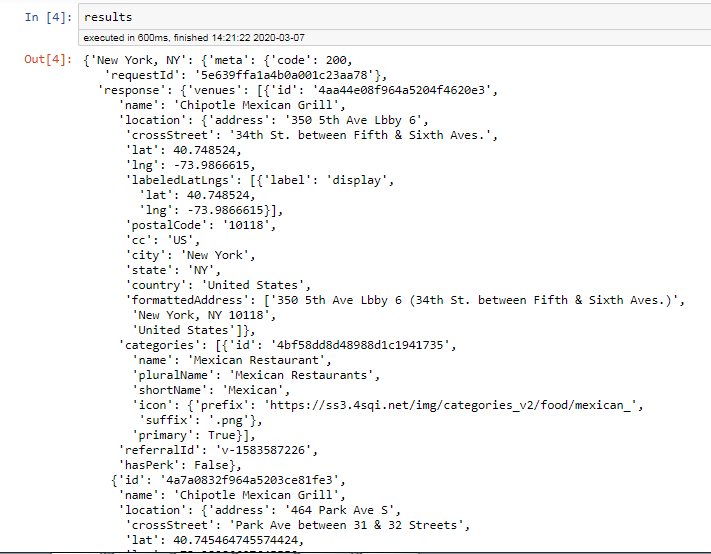 In [4]: results
executed in 600ms, finished 14:21:22 2020-03-07
Out[4]: {'New York, NY': {'meta': {'code': 200,
'requestId': '5e639ffa1a4b0a001c23aa78'},
'response': {'venues': [{'id': '4aa44e08f964a5204f4620e3',
'name': 'Chipotle Mexican Grill',
'location': {'address': '350 5th Ave Lbby 6',
'crossStreet': '34th St. between Fifth & Sixth Aves.',
'lat': 40.748524,
'lng': -73.9866615,
'labeledLatLngs': [{'label': 'display',
'lat': 40.748524,
'lng': -73.9866615}],
'postalCode': '10118',
'cc': 'US',
'city': 'New York',
'state': 'NY',
'country': 'United States',
'formattedAddress': ['350 5th Ave Lbby 6 (34th St. between Fifth & Sixth Aves.)',
'New York, NY 10118',
'United States']},
'categories': [{'id': '4bf58dd8d48988d1c1941735',
'name': 'Mexican Restaurant',
'pluralName': 'Mexican Restaurants',
'shortName': 'Mexican',
'icon': {'prefix': 'https://ss3.4sqi.net/img/categories_v2/food/mexican_',
'suffix': '.png'},
'primary': True}],
'referralId': 'v-1583587226',
'hasPerk': False},
{'id': '4a7a0832f964a5203ce81fe3',
'name': 'Chipotle Mexican Grill',
'location': {'address': '464 Park Ave S',
'crossStreet': 'Park Ave between 31 & 32 Streets',
'lat': 40.745464745574424,